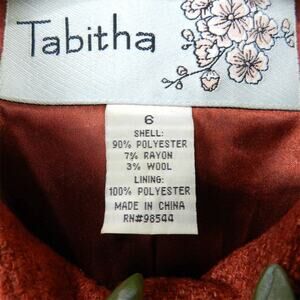 Tabitha
6
SHELL:
90% POLYESTER
7% RAYON
3% WOOL
LINING:
100% POLYESTER
MADE IN CHINA
RN#98544